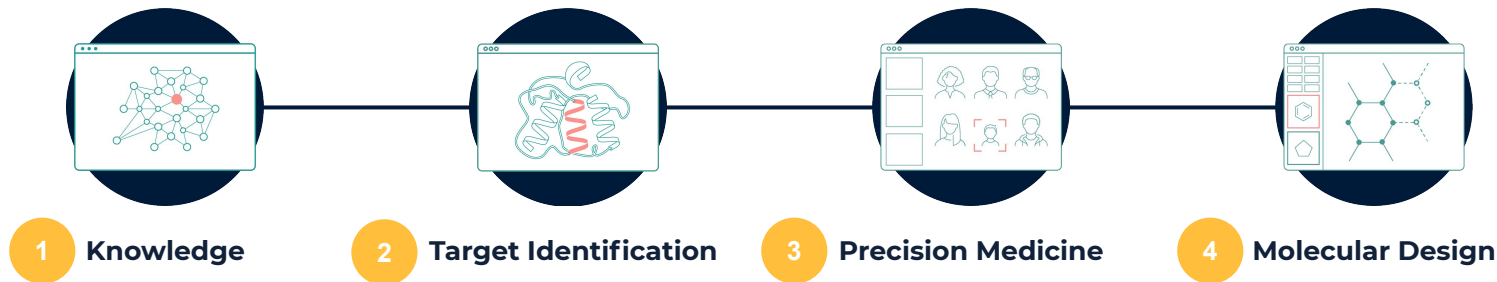 1 Knowledge
2 Target Identification
3 Precision Medicine
4 Molecular Design